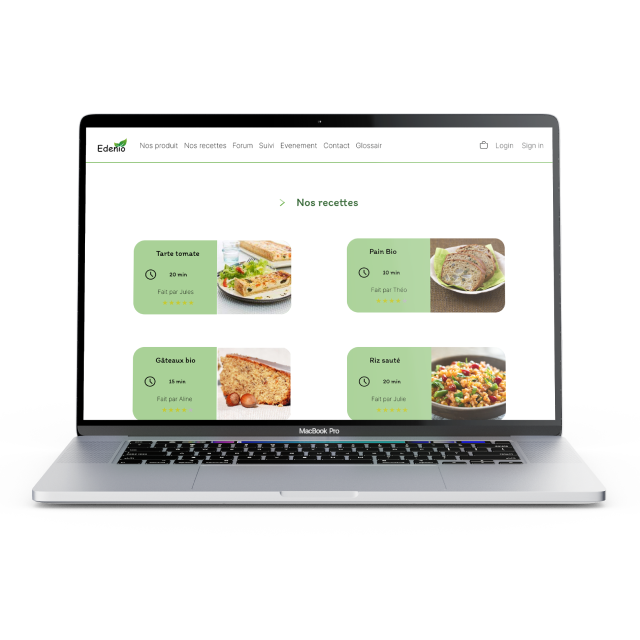 Edenio
Nos produit Nos recettes Forum Suivi Evenement Contact Glossair
Login Sign in
> Nos recettes
Tarte tomate
20 min
Fait par Jules
Pain Bio
10 min
Fait par Théo
Gâteaux bio
15 min
Fait par Aime
Riz sauté
20 min
Fait par Julie
MacBook Pro